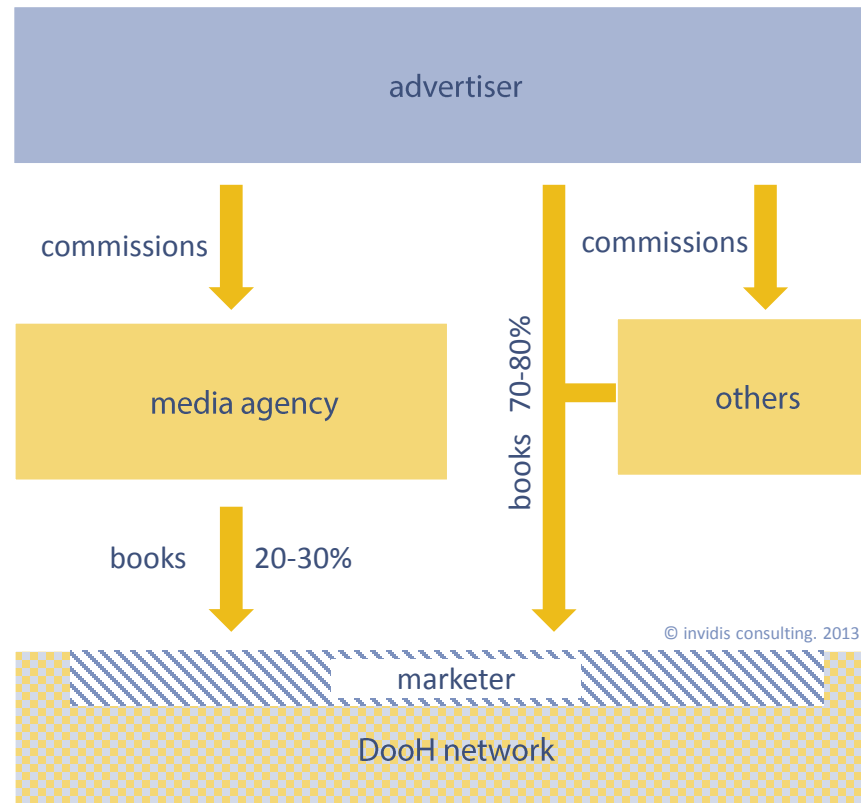 advertiser
commissions
commissions
media agency
others
books 70-80%
books 20-30%
© invidis consulting. 2013
marketer
DooH network